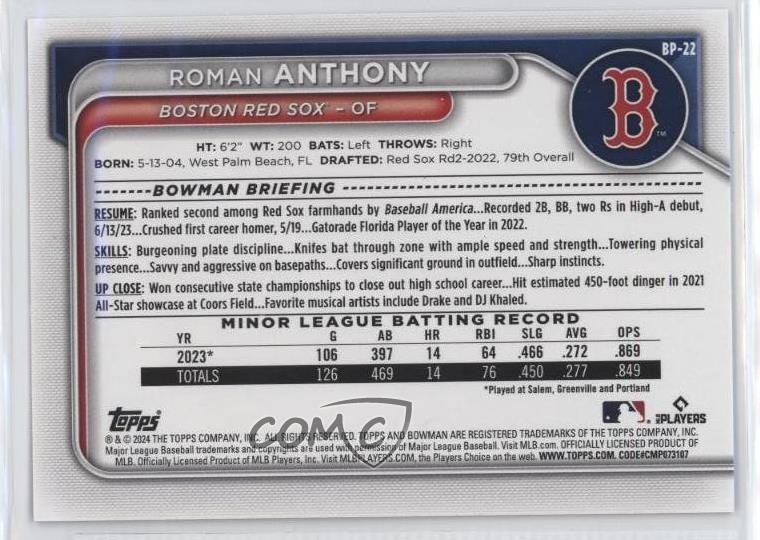 BP-22
ROMAN ANTHONY
B
TM
BOSTON RED SOX™ – OF
HT: 6'2" WT: 200 BATS: Left THROWS: Right
BORN: 5-13-04, West Palm Beach, FL DRAFTED: Red Sox Rd2-2022, 79th Overall
BOWMAN BRIEFING
RESUME: Ranked second among Red Sox farmhands by Baseball America...Recorded 2B, BB, two Rs in High-A debut,
6/13/23...Crushed first career homer, 5/19...Gatorade Florida Player of the Year in 2022.
SKILLS: Burgeoning plate discipline...Knifes bat through zone with ample speed and strength...Towering physical
presence...Savvy and aggressive on basepaths...Covers significant ground in outfield...Sharp instincts.
UP CLOSE: Won consecutive state championships to close out high school career...Hit estimated 450-foot dinger in 2021
All-Star showcase at Coors Field...Favorite musical artists include Drake and DJ Khaled.
MINOR LEAGUE BATTING RECORD
YR G AB HR RBI SLG AVG OPS
2023* 106 397 14 64 .466 .272 .869
TOTALS 126 469 14 76 .450 .277 .849
*Played at Salem, Greenville and Portland
topps COMC MLB PLAYERS
® & © 2024 THE TOPPS COMPANY, INC. ALL RIGHTS RESERVED. TOPPS AND BOWMAN ARE REGISTERED TRADEMARKS OF THE TOPPS COMPANY, INC.
Major League Baseball trademarks and copyrights are used with permission of Major League Baseball. Visit MLB.com. OFFICIALLY LICENSED PRODUCT OF
MLB. Officially Licensed Product of MLB Players, Inc. Visit MLBPLAYERS.COM, the Players Choice on the web. WWW.TOPPS.COM. CODE#CMP073107